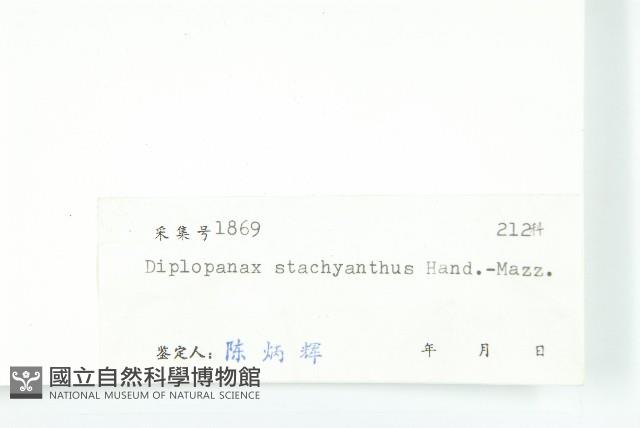 采集号1869 212科
Diplopanax stachyanthus Hand.-Mazz.
鉴定人：陈炳辉 年 月 日
國立自然科學博物館
NATIONAL MUSEUM OF NATURAL SCIENCE